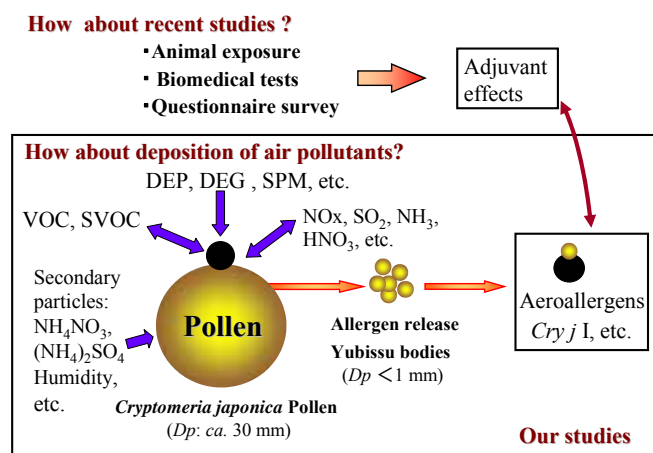 How about recent studies ?
・Animal exposure
・Biomedical tests
・Questionnaire survey
Adjuvant
effects
How about deposition of air pollutants?
DEP, DEG , SPM, etc.
VOC, SVOC
NOx, SO2, NH3,
HNO3, etc.
Secondary
particles:
NH4NO3,
(NH4)2SO4
Humidity,
etc.
Pollen
Cryptomeria japonica Pollen
(Dp: ca. 30 mm)
Allergen release
Yubissu bodies
(Dp <1 mm)
Aeroallergens
Cry j I, etc.
Our studies